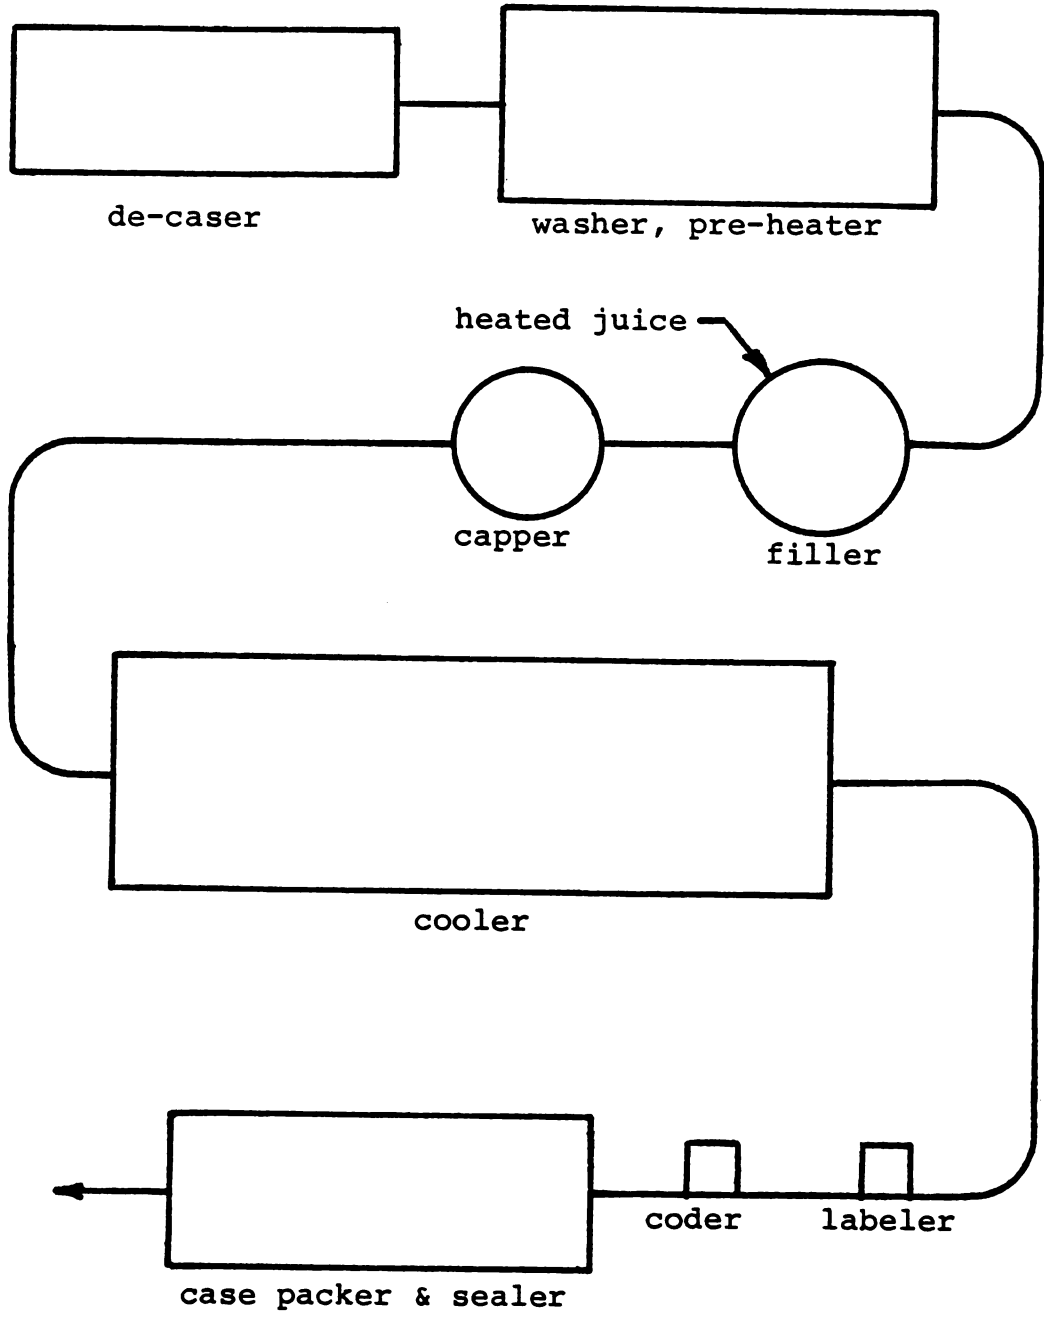 de-caser
washer, pre-heater
heated juice
capper
filler
cooler
coder
labeler
case packer & sealer